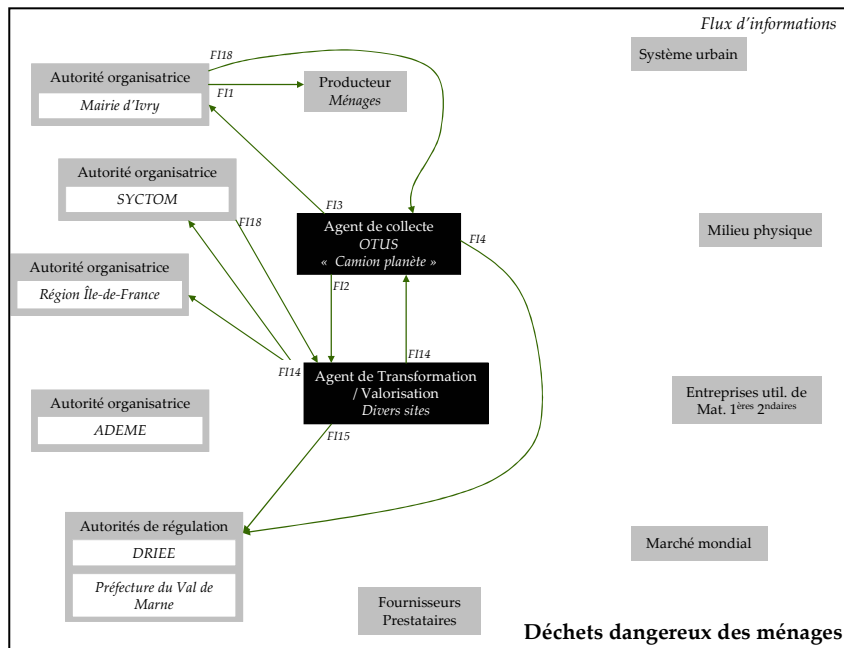 Flux d'informations
Système urbain
FI18
Autorité organisatrice
Mairie d'Ivry
FI1
Producteur
Ménages
Autorité organisatrice
SYCTOM
FI18
FI3
Agent de collecte
OTUS
« Camion planète »
FI4
Milieu physique
Autorité organisatrice
Région Île-de-France
FI2
FI14
FI14
Agent de Transformation
/ Valorisation
Divers sites
Entreprises util. de
Mat. 1ères 2ndaires
Autorité organisatrice
ADEME
FI15
Autorités de régulation
DRIEE
Préfecture du Val de
Marne
Marché mondial
Fournisseurs
Prestataires
Déchets dangereux des ménages